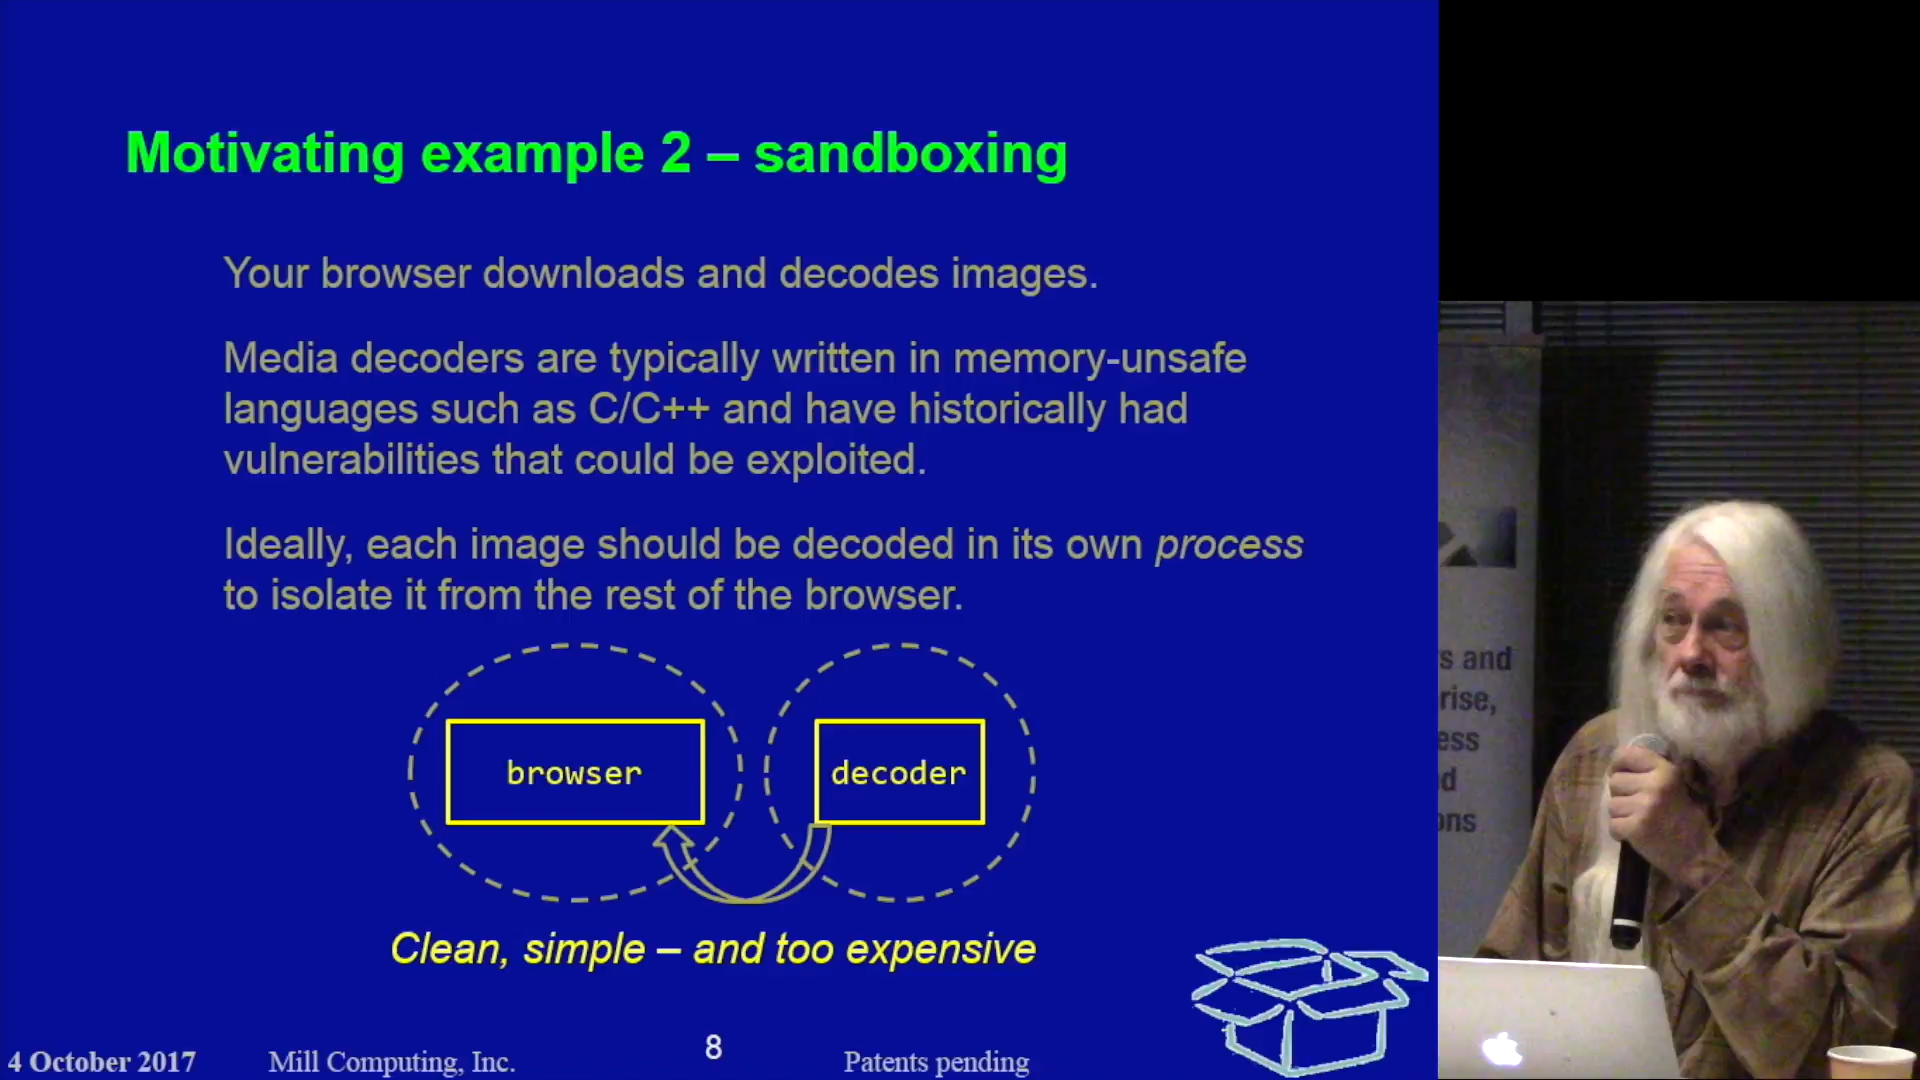 Motivating example 2 – sandboxing
Your browser downloads and decodes images.
Media decoders are typically written in memory-unsafe
languages such as C/C++ and have historically had
vulnerabilities that could be exploited.
Ideally, each image should be decoded in its own process
to isolate it from the rest of the browser.
browser
decoder
Clean, simple – and too expensive
4 October 2017
Mill Computing, Inc.
8
Patents pending
s and
rise,
ess
d
ons